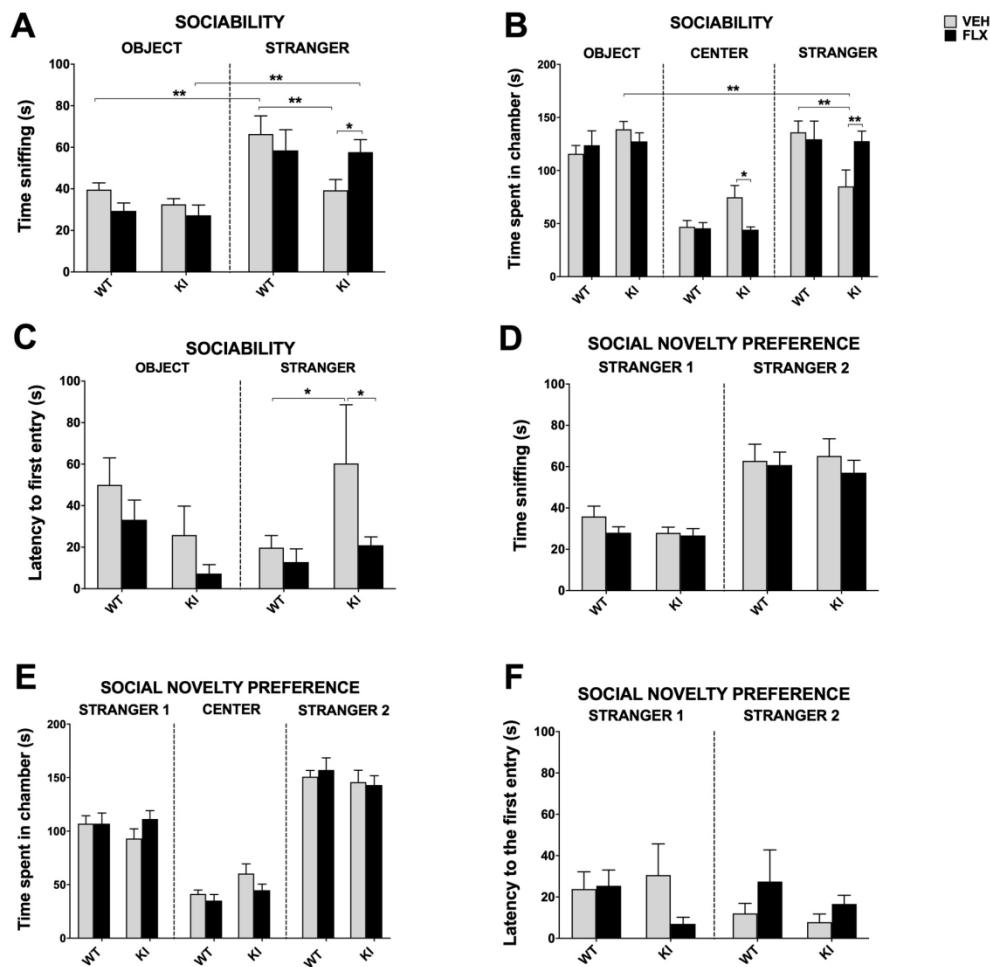 A
SOCIABILITY
OBJECT STRANGER
Time sniffing (s)
100
80
60
40
20
0
** **
** *
WT KI WT KI
B
SOCIABILITY
OBJECT CENTER STRANGER
Time spent in chamber (s)
200
150
100
50
0
**
** **
*
WT KI WT KI WT KI
VEH
FLX
C
SOCIABILITY
OBJECT STRANGER
Latency to first entry (s)
100
80
60
40
20
0
* *
WT KI WT KI
D
SOCIAL NOVELTY PREFERENCE
STRANGER 1 STRANGER 2
Time sniffing (s)
100
80
60
40
20
0
WT KI WT KI
E
SOCIAL NOVELTY PREFERENCE
STRANGER 1 CENTER STRANGER 2
Time spent in chamber (s)
200
150
100
50
0
WT KI WT KI WT KI
F
SOCIAL NOVELTY PREFERENCE
STRANGER 1 STRANGER 2
Latency to the first entry (s)
100
80
60
40
20
0
WT KI WT KI